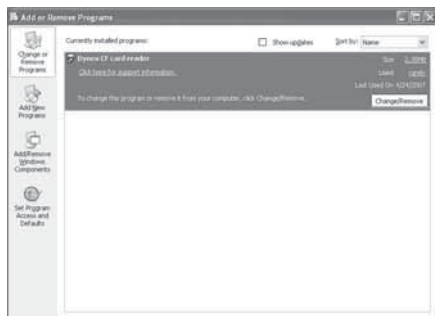 Add or Remove Programs
Change or
Remove
Programs
Add New
Programs
Add/Remove
Windows
Components
Set Program
Access and
Defaults
Currently installed programs:
Show updates
Sort by: Name
Dynex CF card reader
Size
Click here for support information.
Used rarely
Last Used On 4/24/2007
To change this program or remove it from your computer, click Change/Remove.
Change/Remove